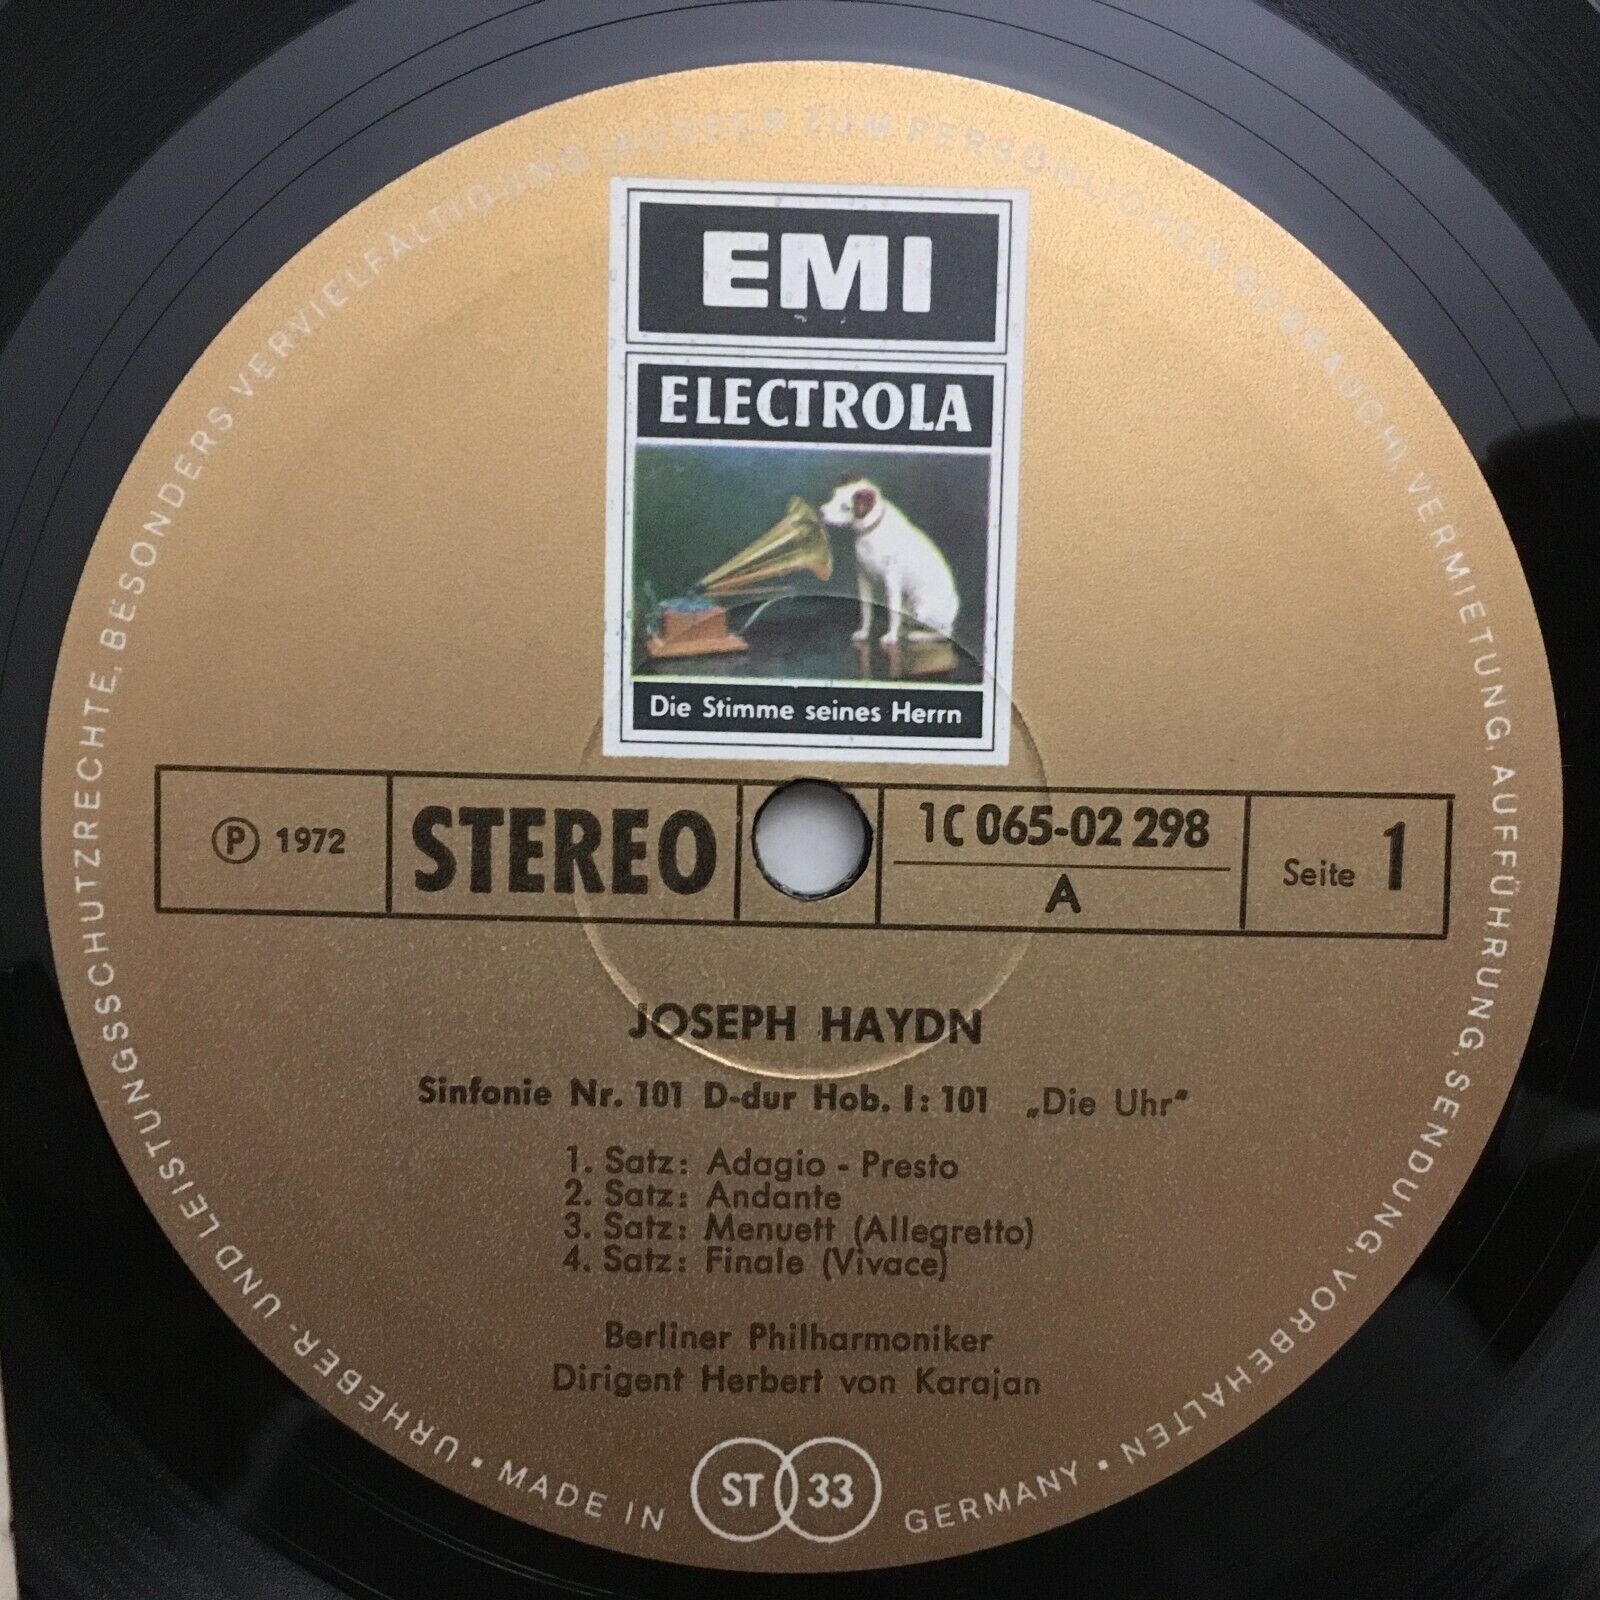 EMI
ELECTROLA
Die Stimme seines Herrn
Ⓟ 1972
STEREO
1C 065-02 298
A
Seite 1
JOSEPH HAYDN
Sinfonie Nr. 101 D-dur Hob. I: 101 „Die Uhr"
1. Satz: Adagio - Presto
2. Satz: Andante
3. Satz: Menuett (Allegretto)
4. Satz: Finale (Vivace)
Berliner Philharmoniker
Dirigent Herbert von Karajan
URHEBER- UND LEISTUNGSSCHUTZRECHTE, BESONDERS VERVIELFÄLTIGUNG (AUSSER ZUM PERSÖNLICHEN GEBRAUCH), VERMIETUNG, AUFFÜHRUNG, SENDUNG, VORBEHALTEN •
MADE IN ST 33 GERMANY •